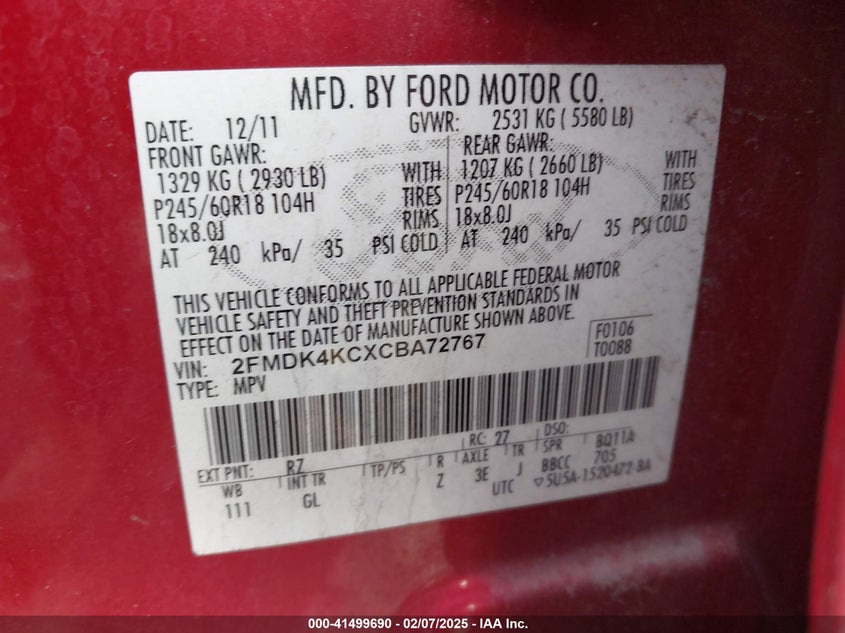 MFD. BY FORD MOTOR CO.
DATE: 12/11 GVWR: 2531 KG ( 5580 LB)
FRONT GAWR: REAR GAWR:
1329 KG ( 2930 LB) WITH 1207 KG ( 2660 LB) WITH
P245/60R18 104H TIRES P245/60R18 104H TIRES
18x8.0J RIMS 18x8.0J RIMS
AT 240 kPa/ 35 PSI COLD AT 240 kPa/ 35 PSI COLD
THIS VEHICLE CONFORMS TO ALL APPLICABLE FEDERAL MOTOR
VEHICLE SAFETY AND THEFT PREVENTION STANDARDS IN
EFFECT ON THE DATE OF MANUFACTURE SHOWN ABOVE.
VIN: 2FMDK4KCXCBA72767 F0106
TYPE: MPV T0088
EXT PNT: RZ RC: 27 DSO:
WB INT TR TP/PS R AXLE TR SPR BQ11A
111 GL Z 3E J BBCC 705
UTC ▽5U5A-1520472-BA
000-41499690 - 02/07/2025 - IAA Inc.